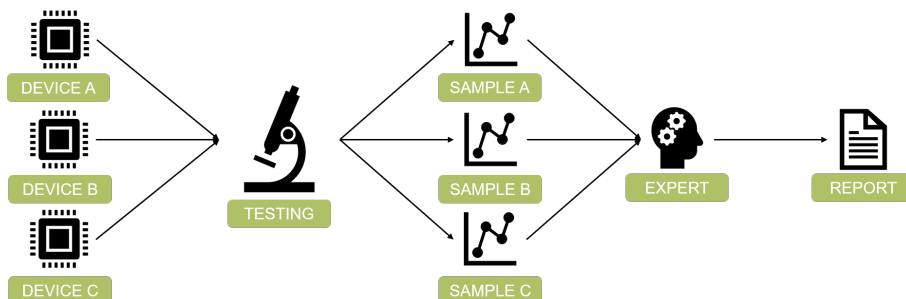 DEVICE A
DEVICE B
DEVICE C
TESTING
SAMPLE A
SAMPLE B
SAMPLE C
EXPERT
REPORT